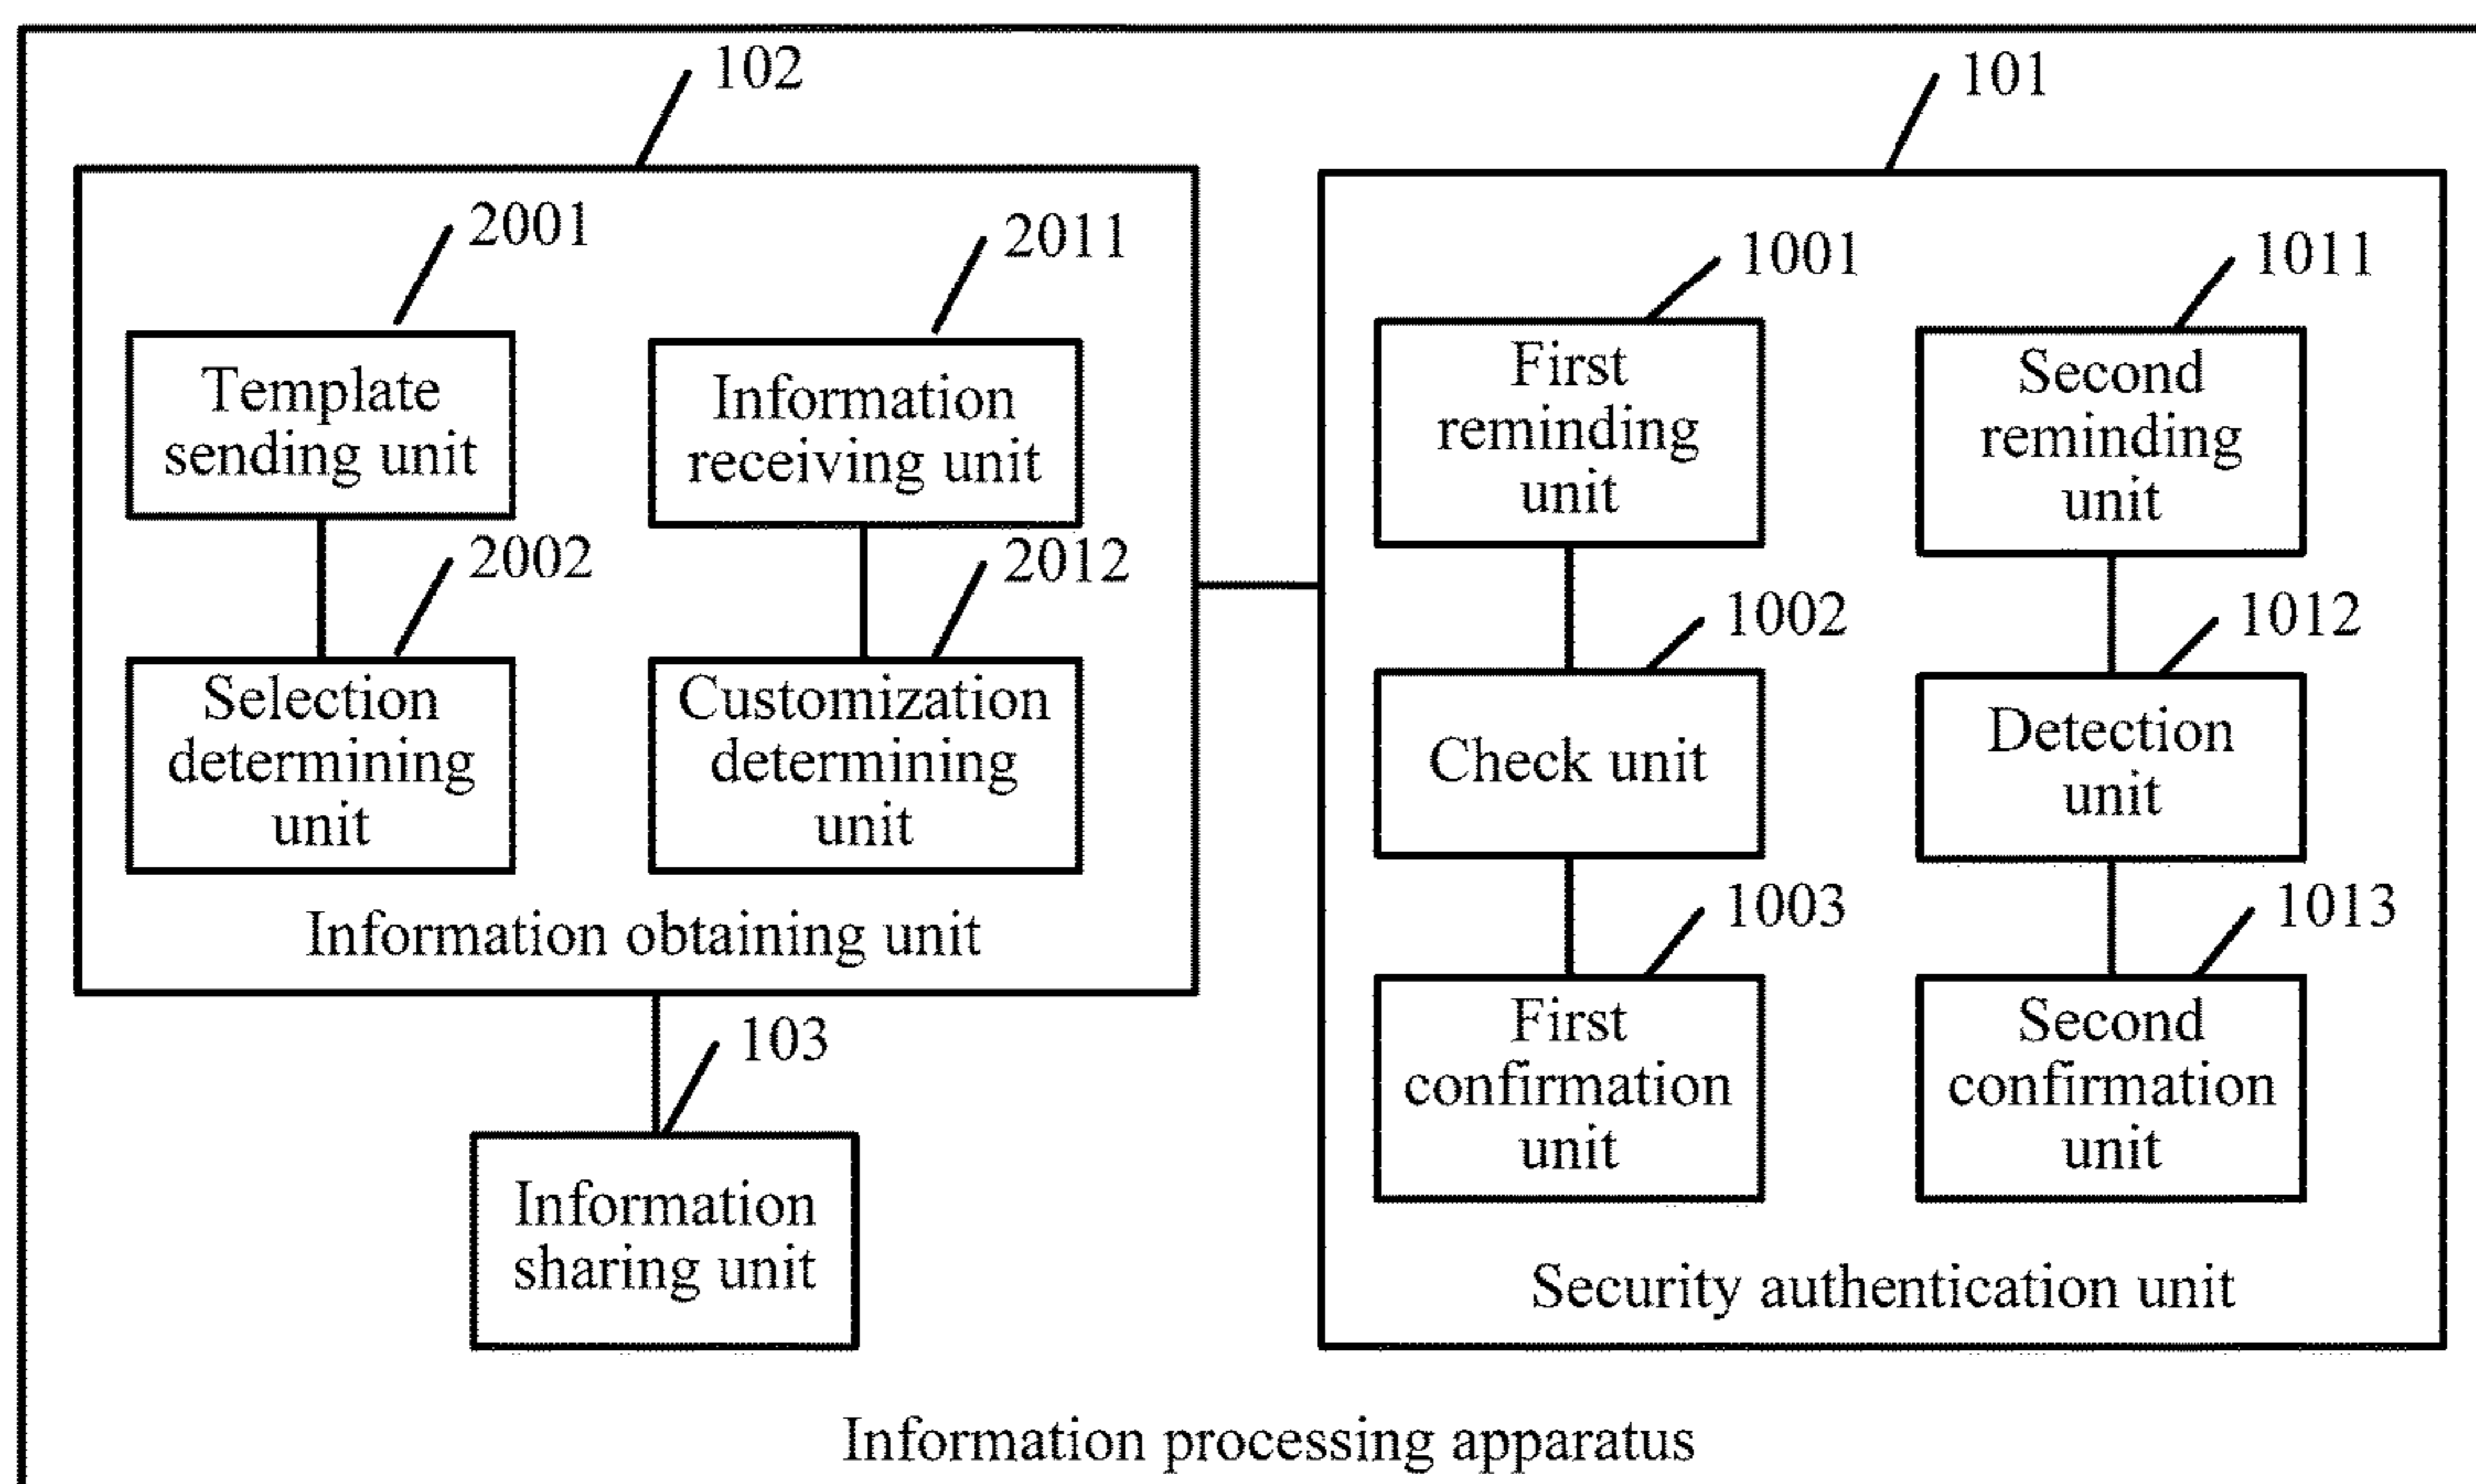 102
101
2001
2011
1001
1011
Template
sending unit
Information
receiving unit
First
reminding
unit
Second
reminding
unit
2002
2012
1002
1012
Selection
determining
unit
Customization
determining
unit
Check unit
Detection
unit
1003
1013
Information obtaining unit
First
confirmation
unit
Second
confirmation
unit
103
Information
sharing unit
Security authentication unit
Information processing apparatus